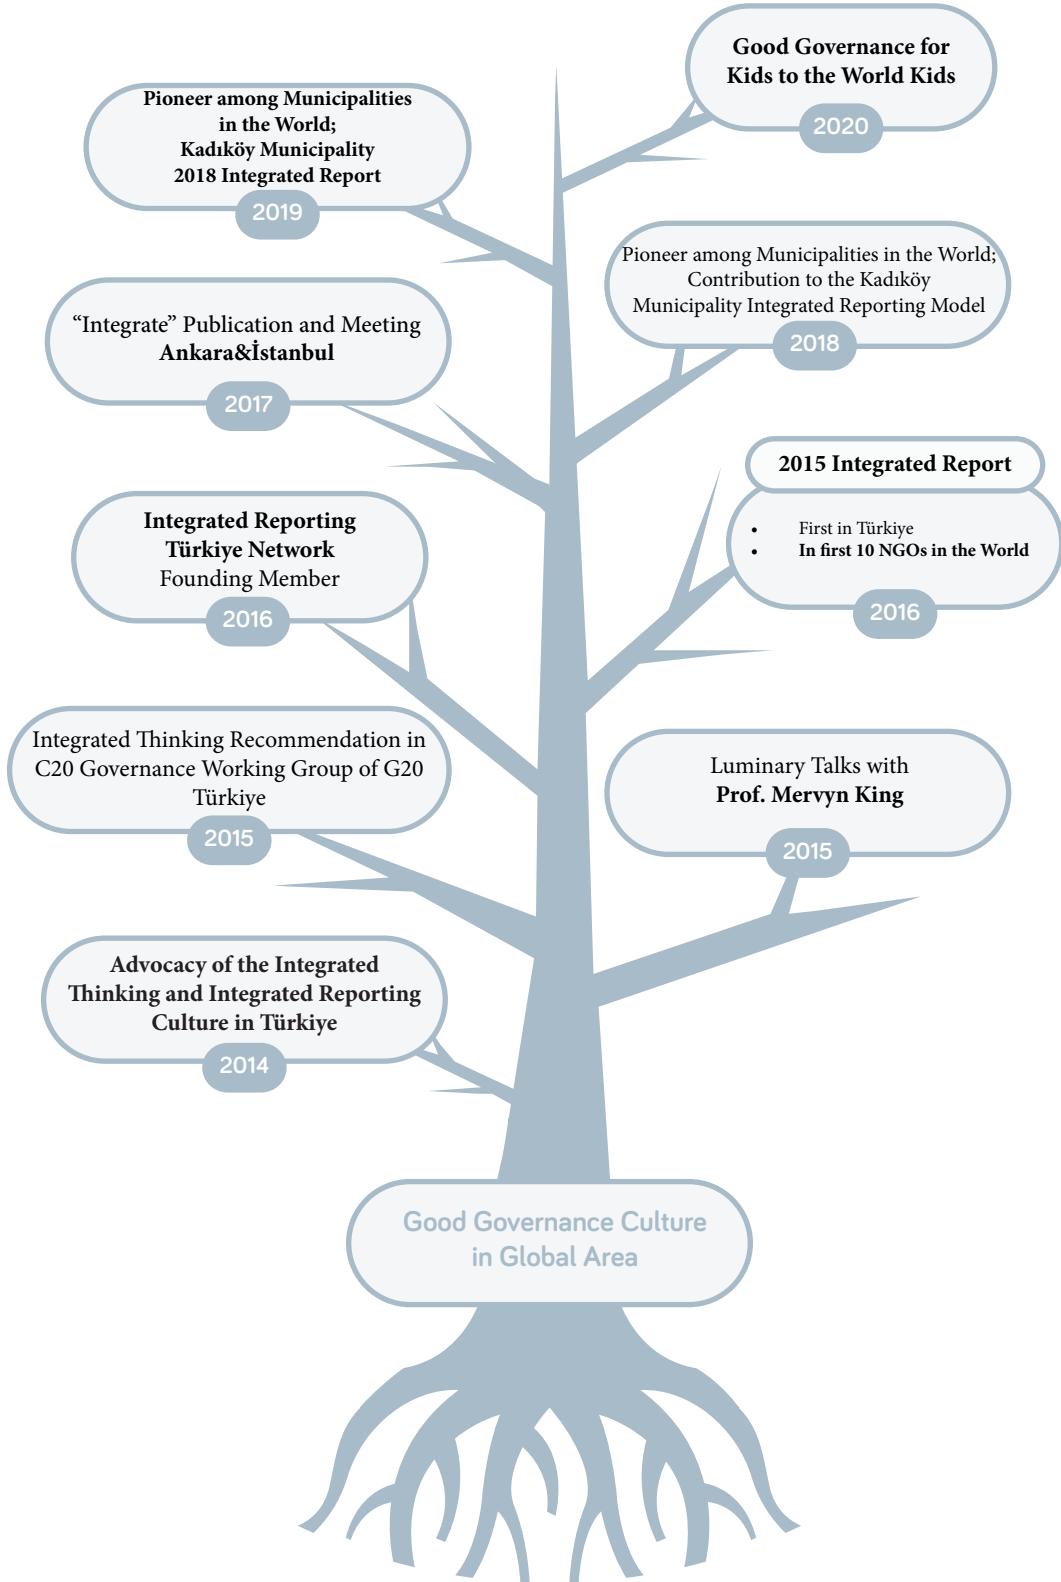 Good Governance for
Kids to the World Kids
2020
Pioneer among Municipalities
in the World;
Kadıköy Municipality
2018 Integrated Report
2019
Pioneer among Municipalities in the World;
Contribution to the Kadıköy
Municipality Integrated Reporting Model
2018
“Integrate” Publication and Meeting
Ankara&İstanbul
2017
2015 Integrated Report
• First in Türkiye
• In first 10 NGOs in the World
2016
Integrated Reporting
Türkiye Network
Founding Member
2016
Integrated Thinking Recommendation in
C20 Governance Working Group of G20
Türkiye
2015
Luminary Talks with
Prof. Mervyn King
2015
Advocacy of the Integrated
Thinking and Integrated Reporting
Culture in Türkiye
2014
Good Governance Culture
in Global Area